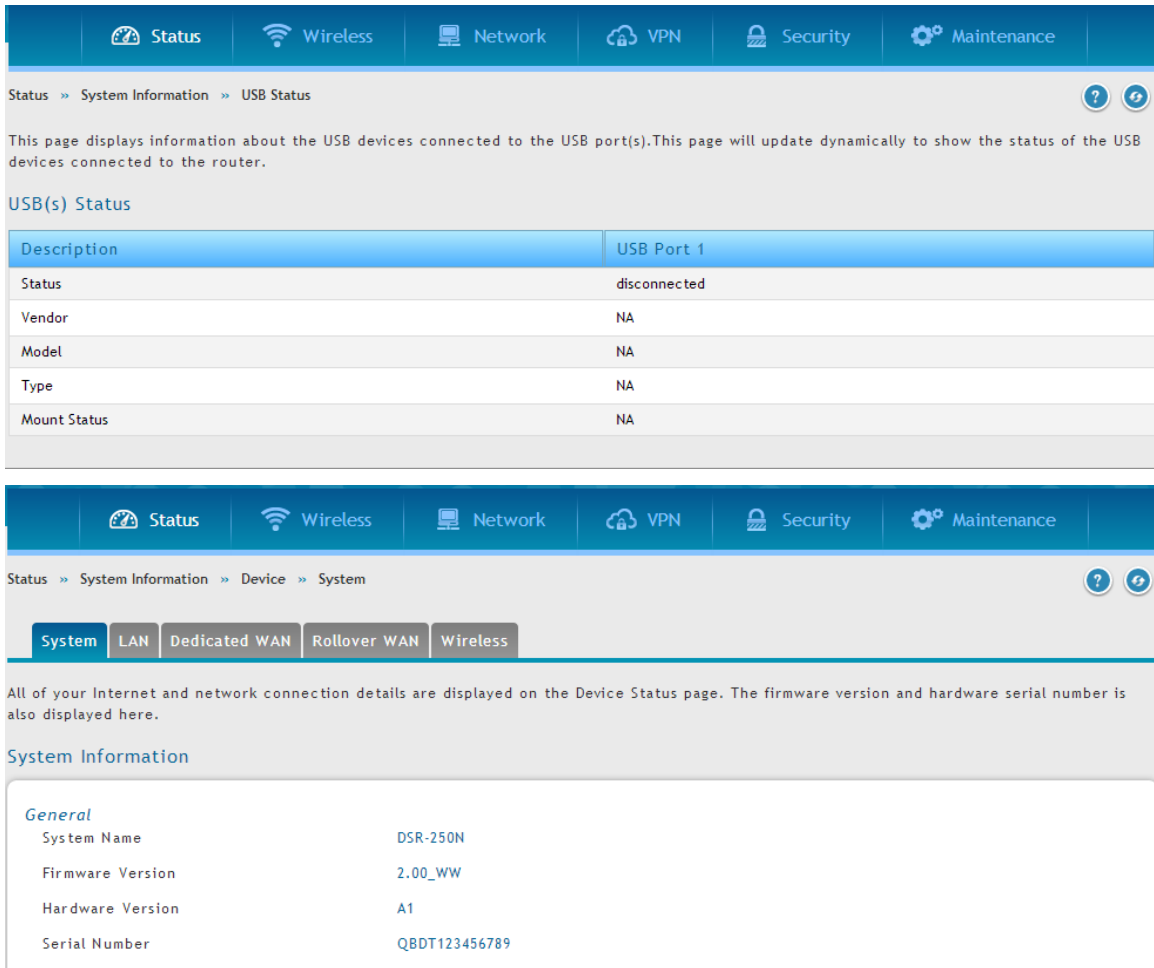 Status Wireless Network VPN Security Maintenance
Status » System Information » USB Status
This page displays information about the USB devices connected to the USB port(s).This page will update dynamically to show the status of the USB
devices connected to the router.
USB(s) Status
Description USB Port 1
Status disconnected
Vendor NA
Model NA
Type NA
Mount Status NA
Status Wireless Network VPN Security Maintenance
Status » System Information » Device » System
System LAN Dedicated WAN Rollover WAN Wireless
All of your Internet and network connection details are displayed on the Device Status page. The firmware version and hardware serial number is
also displayed here.
System Information
General
System Name DSR-250N
Firmware Version 2.00_WW
Hardware Version A1
Serial Number QBDT123456789